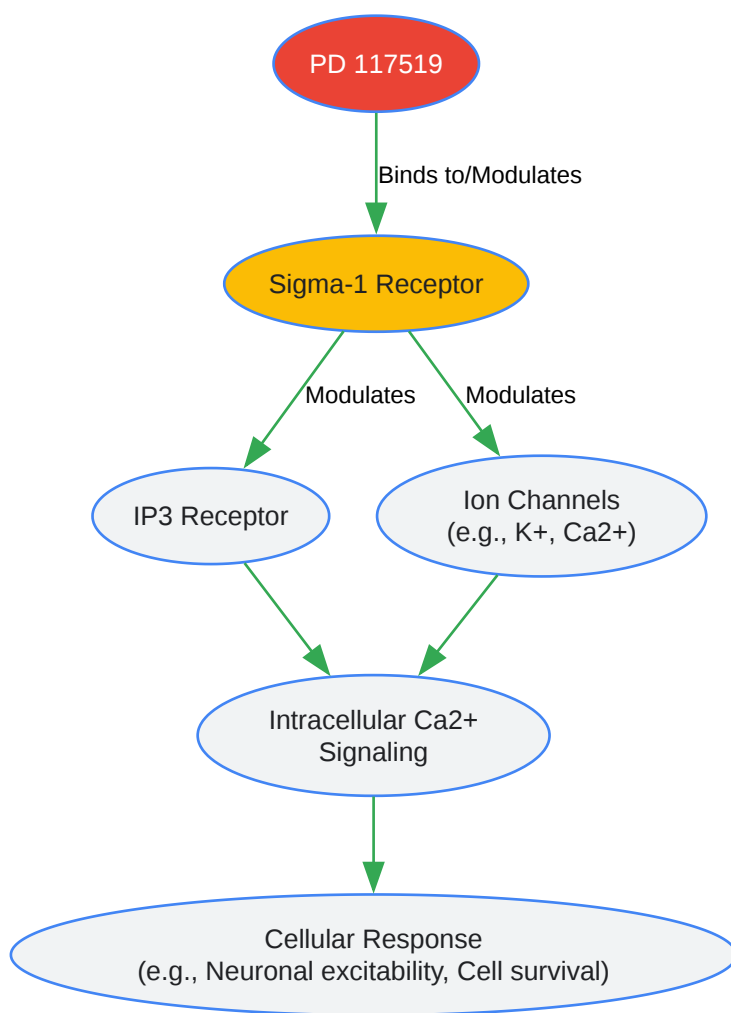 PD 117519
Binds to/Modulates
Sigma-1 Receptor
Modulates
Modulates
IP3 Receptor
Ion Channels
(e.g., K+, Ca2+)
Intracellular Ca2+
Signaling
Cellular Response
(e.g., Neuronal excitability, Cell survival)